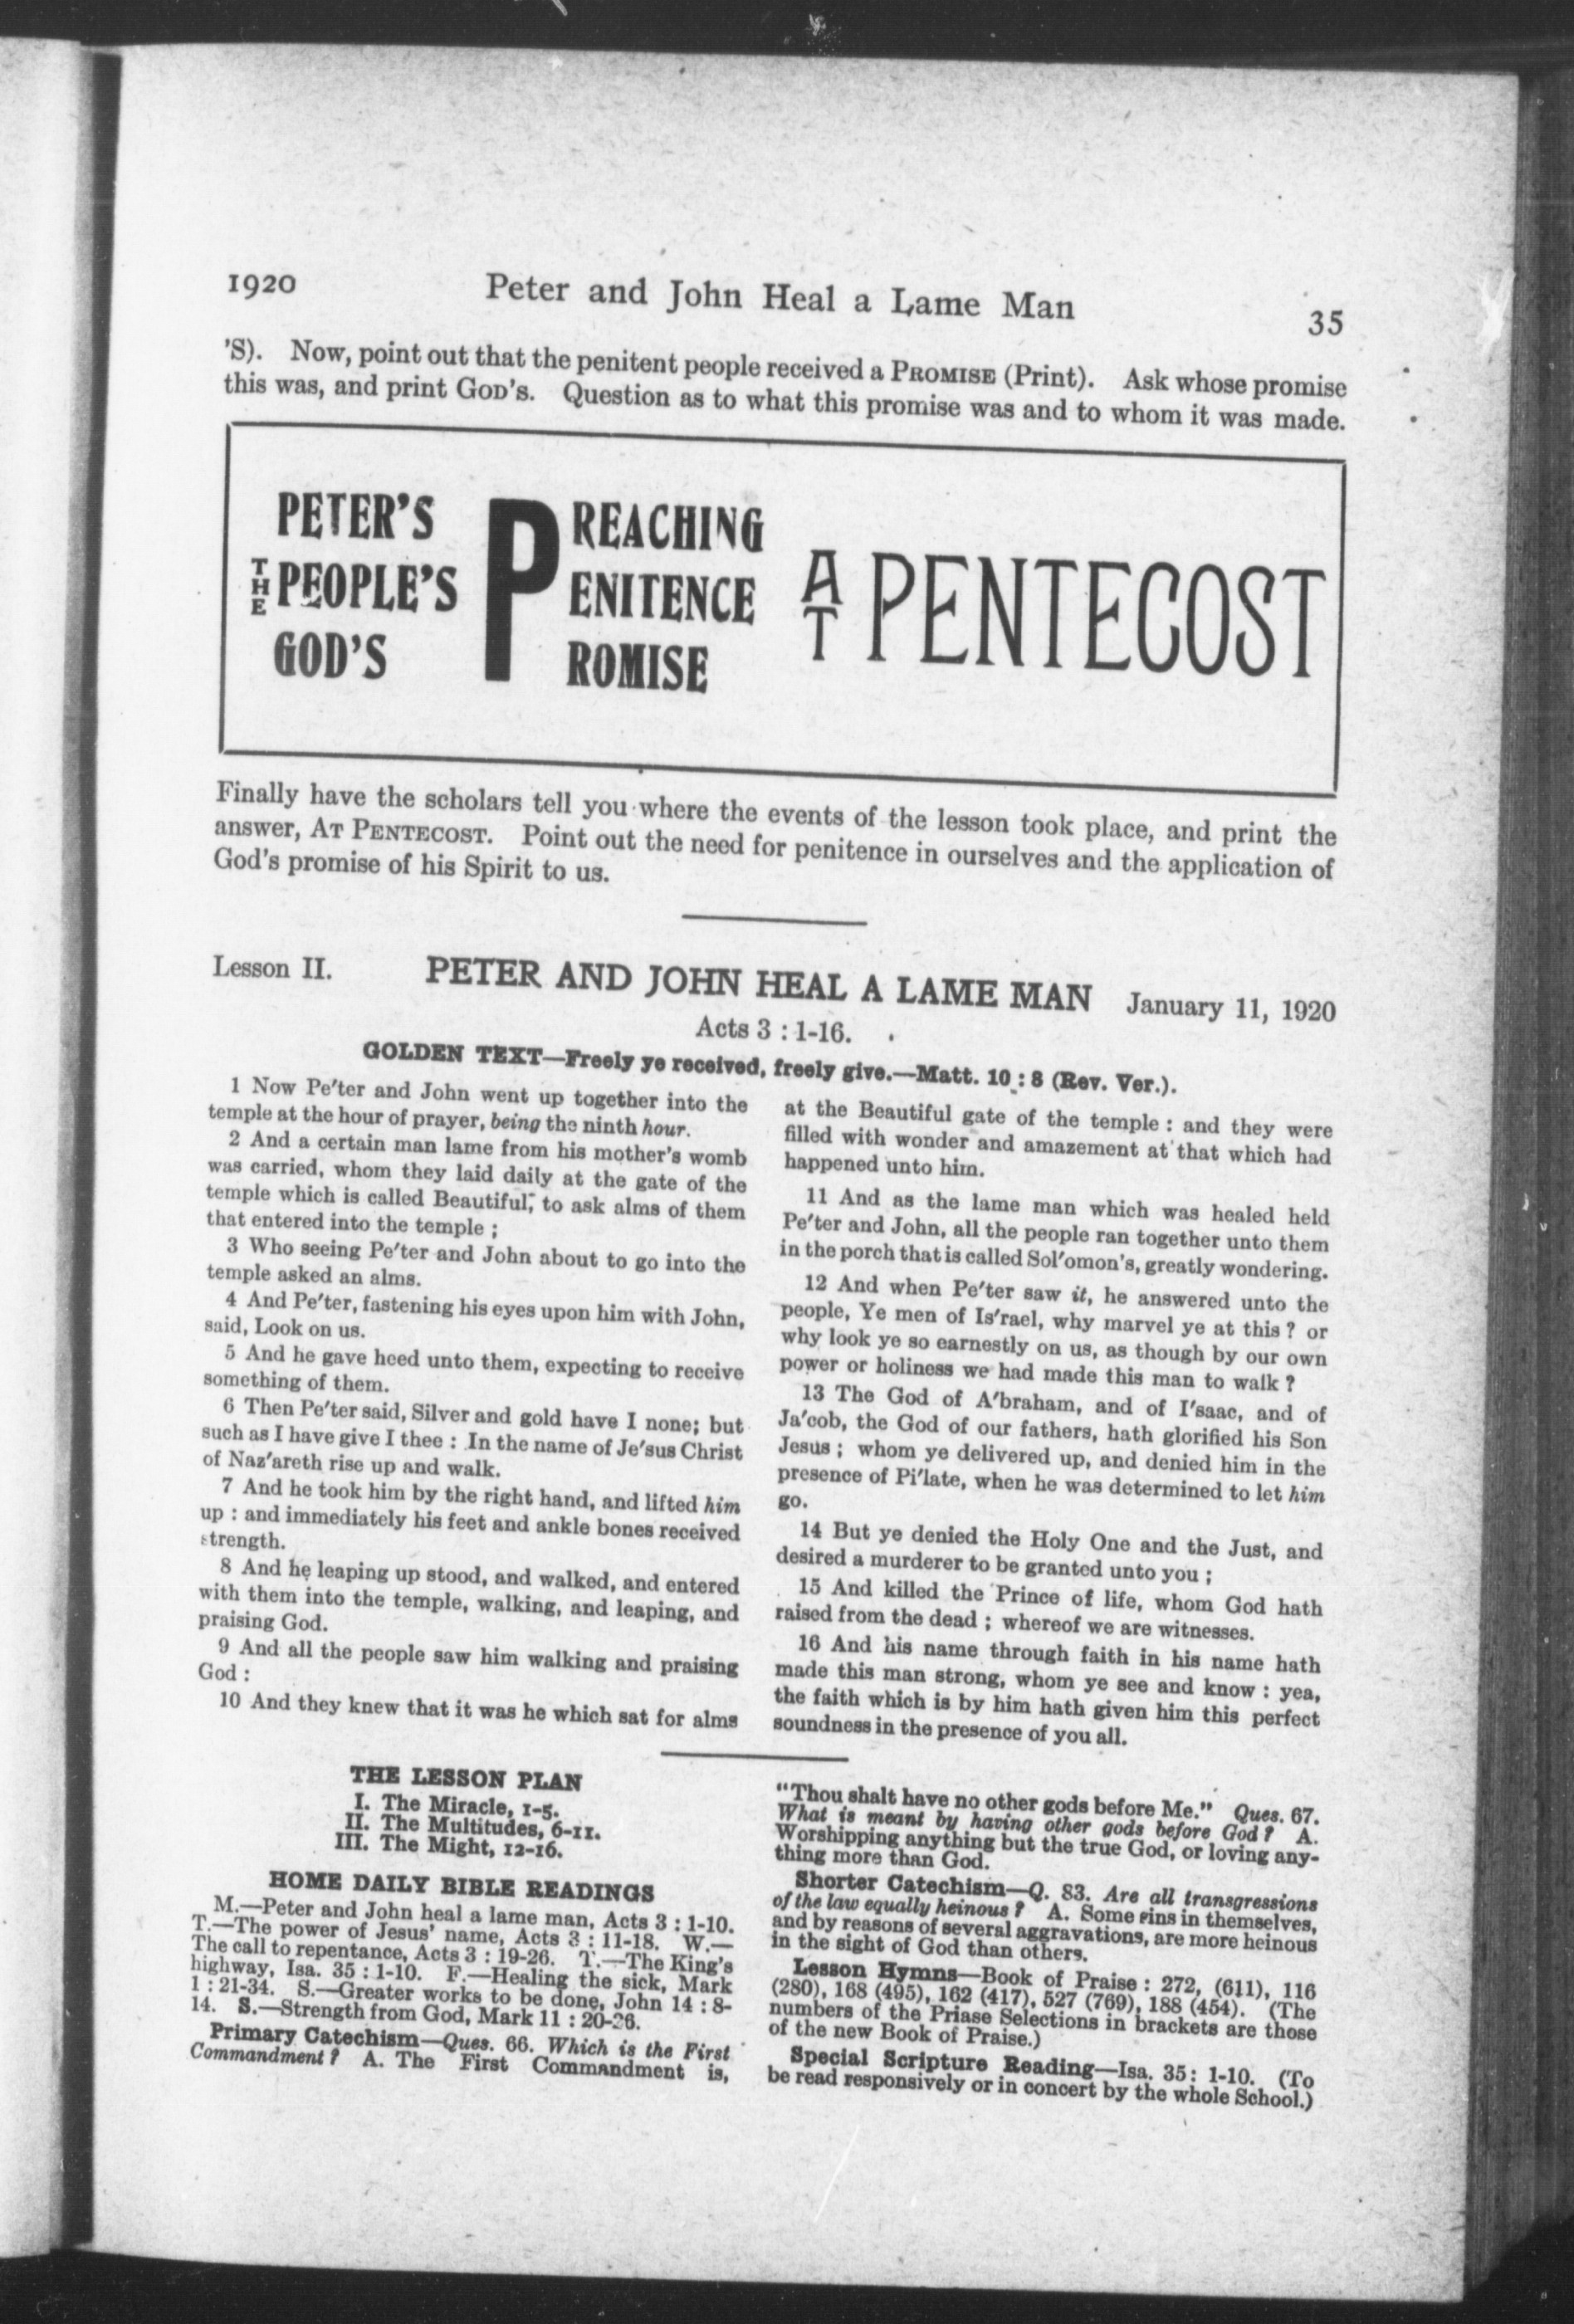 1920 Peter and John Heal a Lame Man 35
'S). Now, point out that the penitent people received a PROMISE (Print). Ask whose promise
this was, and print GOD'S. Question as to what this promise was and to whom it was made.
PETER'S
THE PEOPLE'S
GOD'S
P
REACHING
ENITENCE
ROMISE
AT PENTECOST
Finally have the scholars tell you where the events of the lesson took place, and print the
answer, AT PENTECOST. Point out the need for penitence in ourselves and the application of
God's promise of his Spirit to us.
Lesson II. PETER AND JOHN HEAL A LAME MAN January 11, 1920
Acts 3 : 1-16.
GOLDEN TEXT—Freely ye received, freely give.—Matt. 10 : 8 (Rev. Ver.).
1 Now Pe'ter and John went up together into the
temple at the hour of prayer, being the ninth hour.
2 And a certain man lame from his mother's womb
was carried, whom they laid daily at the gate of the
temple which is called Beautiful, to ask alms of them
that entered into the temple ;
3 Who seeing Pe'ter and John about to go into the
temple asked an alms.
4 And Pe'ter, fastening his eyes upon him with John,
said, Look on us.
5 And he gave heed unto them, expecting to receive
something of them.
6 Then Pe'ter said, Silver and gold have I none; but
such as I have give I thee : In the name of Je'sus Christ
of Naz'areth rise up and walk.
7 And he took him by the right hand, and lifted him
up : and immediately his feet and ankle bones received
strength.
8 And he leaping up stood, and walked, and entered
with them into the temple, walking, and leaping, and
praising God.
9 And all the people saw him walking and praising
God :
10 And they knew that it was he which sat for alms
at the Beautiful gate of the temple : and they were
filled with wonder and amazement at that which had
happened unto him.
11 And as the lame man which was healed held
Pe'ter and John, all the people ran together unto them
in the porch that is called Sol'omon's, greatly wondering.
12 And when Pe'ter saw it, he answered unto the
people, Ye men of Is'rael, why marvel ye at this ? or
why look ye so earnestly on us, as though by our own
power or holiness we had made this man to walk ?
13 The God of A'braham, and of I'saac, and of
Ja'cob, the God of our fathers, hath glorified his Son
Jesus ; whom ye delivered up, and denied him in the
presence of Pi'late, when he was determined to let him
go.
14 But ye denied the Holy One and the Just, and
desired a murderer to be granted unto you ;
15 And killed the Prince of life, whom God hath
raised from the dead ; whereof we are witnesses.
16 And his name through faith in his name hath
made this man strong, whom ye see and know : yea,
the faith which is by him hath given him this perfect
soundness in the presence of you all.
THE LESSON PLAN
I. The Miracle, 1-5.
II. The Multitudes, 6-11.
III. The Might, 12-16.
HOME DAILY BIBLE READINGS
M.—Peter and John heal a lame man, Acts 3 : 1-10.
T.—The power of Jesus' name, Acts 3 : 11-18. W.—
The call to repentance, Acts 3 : 19-26. T.—The King's
highway, Isa. 35 : 1-10. F.—Healing the sick, Mark
1 : 21-34. S.—Greater works to be done, John 14 : 8-
14. S.—Strength from God, Mark 11 : 20-26.
Primary Catechism—Ques. 66. Which is the First
Commandment ? A. The First Commandment is,
"Thou shalt have no other gods before Me." Ques. 67.
What is meant by having other gods before God ? A.
Worshipping anything but the true God, or loving any-
thing more than God.
Shorter Catechism—Q. 83. Are all transgressions
of the law equally heinous ? A. Some sins in themselves,
and by reasons of several aggravations, are more heinous
in the sight of God than others.
Lesson Hymns—Book of Praise : 272, (611), 116
(280), 168 (495), 162 (417), 527 (769), 188 (454). (The
numbers of the Priase Selections in brackets are those
of the new Book of Praise.)
Special Scripture Reading—Isa. 35: 1-10. (To
be read responsively or in concert by the whole School.)